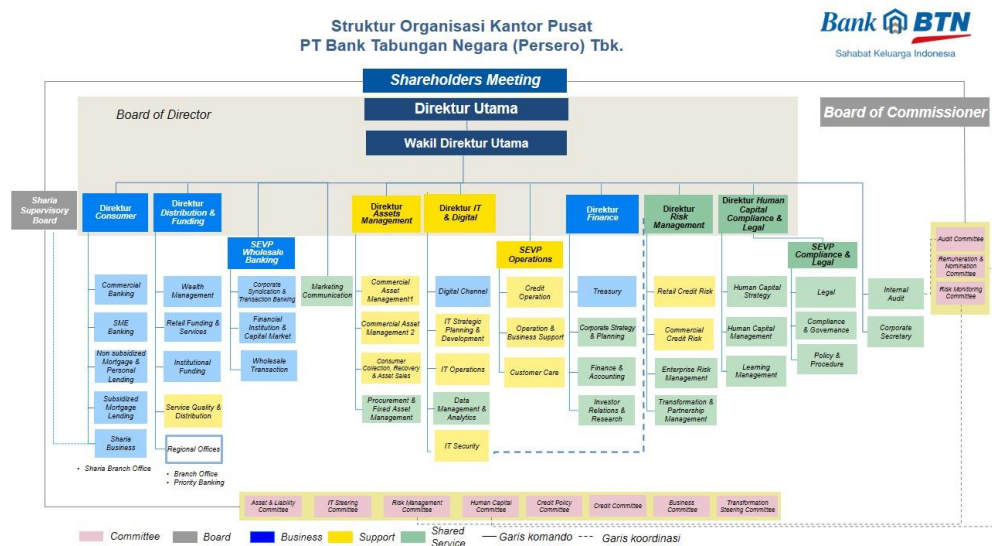 Struktur Organisasi Kantor Pusat
PT Bank Tabungan Negara (Persero) Tbk.
Bank BTN
Sahabat Keluarga Indonesia
Shareholders Meeting
Board of Director
Direktur Utama
Board of Commissioner
Wakil Direktur Utama
Sharia
Supervisory
Board
Direktur
Consumer
Direktur
Distribution &
Funding
Direktur
Assets
Management
Direktur IT
& Digital
Direktur
Finance
Direktur
Risk
Management
Direktur Human
Capital
Compliance &
Legal
SEVP
Wholesale
Banking
SEVP
Operations
SEVP
Compliance &
Legal
Audit Committee
Remuneration &
Nomination
Committee
Risk Monitoring
Committee
Commercial
Banking
SME
Banking
Non subsidized
Mortgage &
Personal
Lending
Subsidized
Mortgage
Lending
Sharia
Business
• Sharia Branch Office
Wealth
Management
Retail Funding &
Services
Institutional
Funding
Service Quality &
Distribution
Regional Offices
• Branch Office
• Priority Banking
Corporate
Syndication &
Transaction Banking
Financial
Institution &
Capital Market
Wholesale
Transaction
Marketing
Communication
Commercial
Asset
Management1
Commercial Asset
Management 2
Consumer
Collection, Recovery
& Asset Sales
Procurement &
Fixed Asset
Management
Digital Channel
IT Strategic
Planning &
Development
IT Operations
Data
Management &
Analytics
IT Security
Credit
Operation
Operation &
Business Support
Customer Care
Treasury
Corporate Strategy
& Planning
Finance &
Accounting
Investor
Relations &
Research
Retail Credit Risk
Commercial
Credit Risk
Enterprise Risk
Management
Transformation &
Partnership
Management
Human Capital
Strategy
Human Capital
Management
Learning
Management
Legal
Compliance
& Governance
Policy &
Procedure
Internal
Audit
Corporate
Secretary
Asset & Liability
Committee
IT Steering
Committee
Risk Management
Committee
Human Capital
Committee
Credit Policy
Committee
Credit Committee
Business
Committee
Transformation
Steering Committee
Committee
Board
Business
Support
Shared
Service
Garis komando
Garis koordinasi